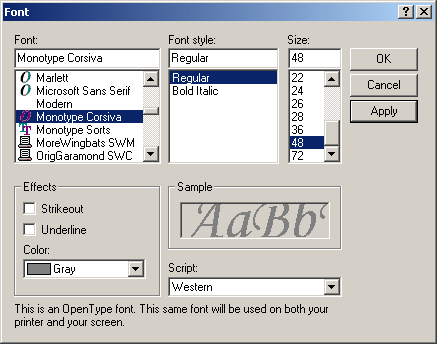 Font
Font: Font style: Size:
Monotype Corsiva Regular 48 OK
Marlett Regular 22
Microsoft Sans Serif Bold Italic 24 Cancel
Modern 26
Monotype Corsiva 28 Apply
Monotype Sorts 36
MoreWingbats SWM 48
OrigGaramond SWC 72
Effects Sample
Strikeout AaBb
Underline
Color:
Gray Script:
Western
This is an OpenType font. This same font will be used on both your
printer and your screen.